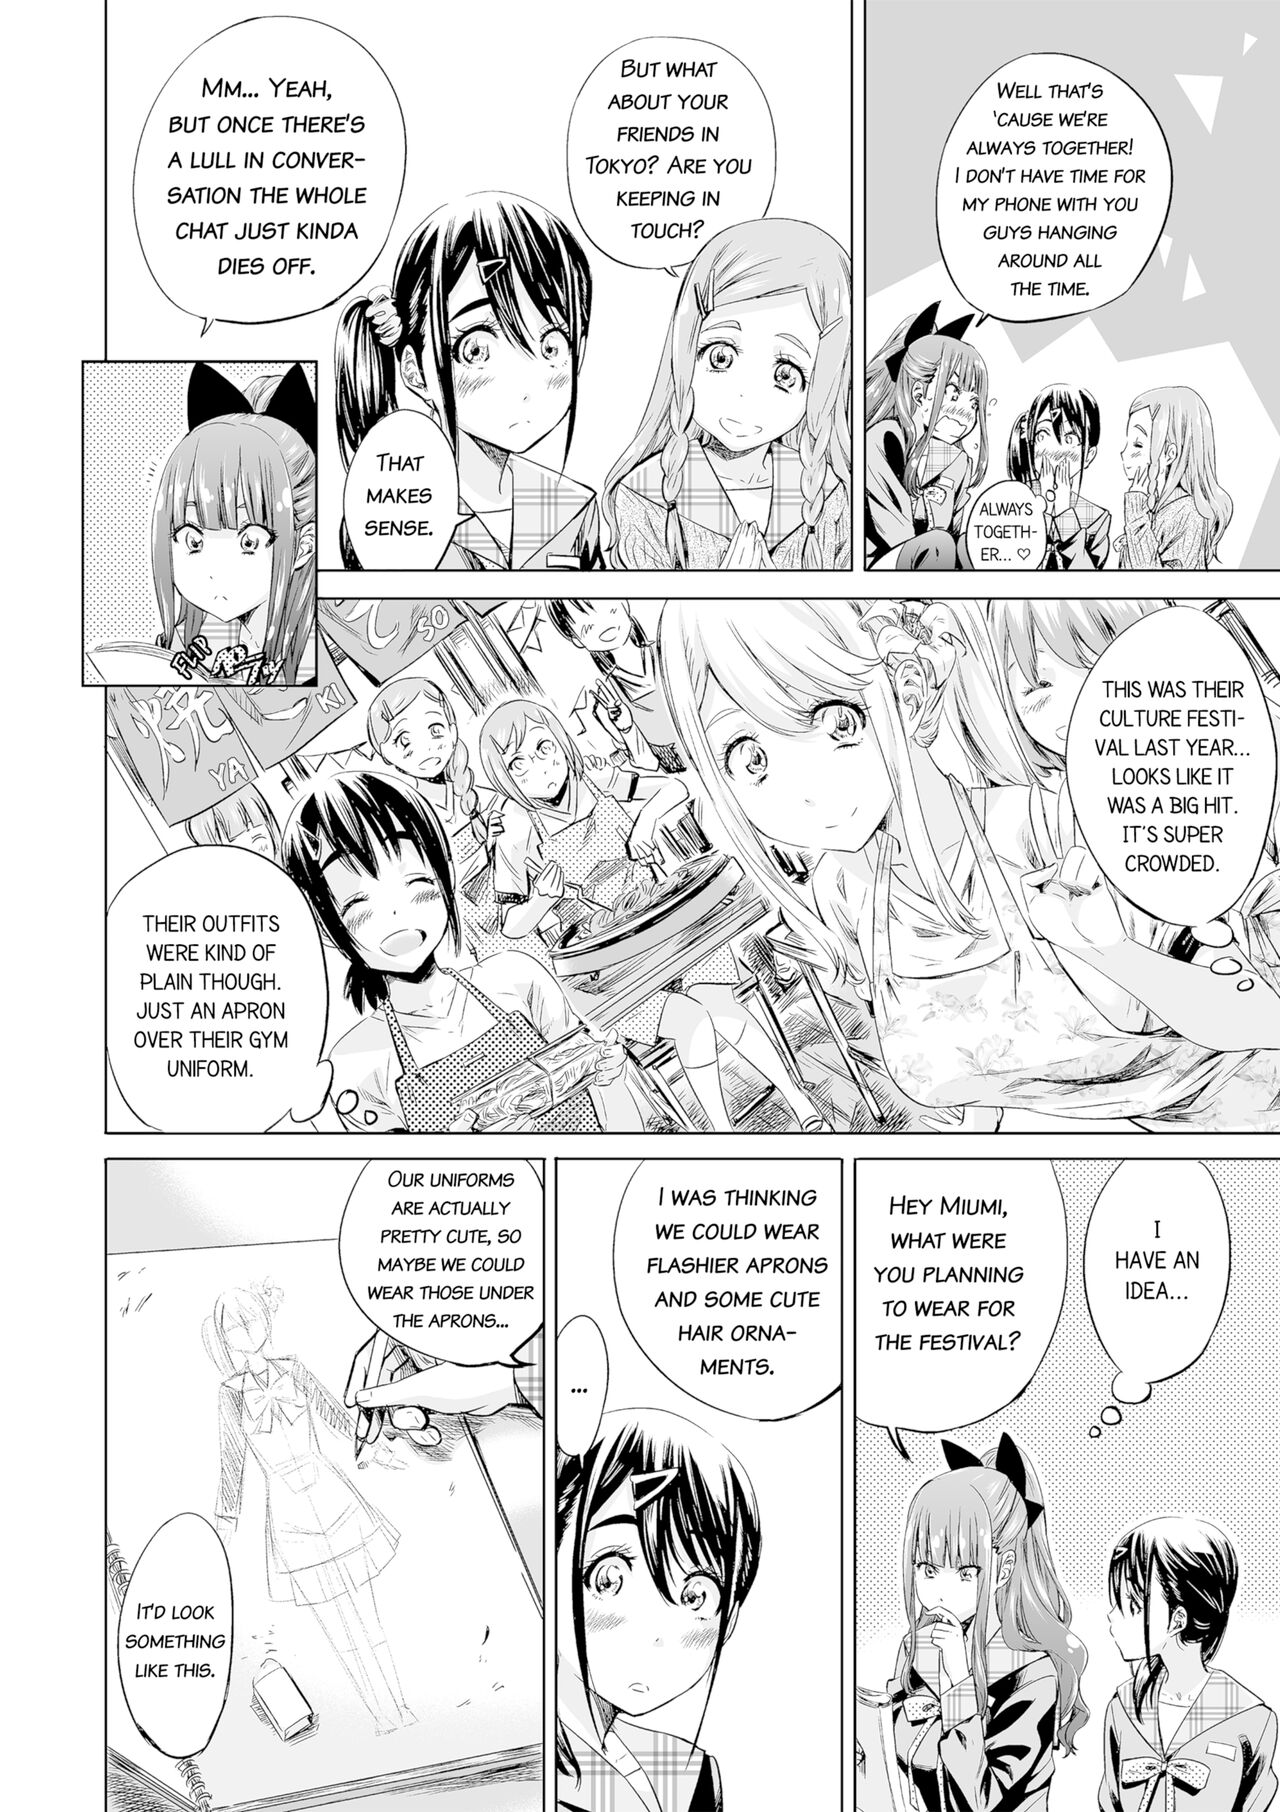 WELL THAT'S
'CAUSE WE'RE
ALWAYS TOGETHER!
I DON'T HAVE TIME FOR
MY PHONE WITH YOU
GUYS HANGING
AROUND ALL
THE TIME.
ALWAYS
TOGETH-
ER... ♡
BUT WHAT
ABOUT YOUR
FRIENDS IN
TOKYO? ARE YOU
KEEPING IN
TOUCH?
MM... YEAH,
BUT ONCE THERE'S
A LULL IN CONVER-
SATION THE WHOLE
CHAT JUST KINDA
DIES OFF.
THAT
MAKES
SENSE.
FLIP
THIS WAS THEIR
CULTURE FESTI-
VAL LAST YEAR...
LOOKS LIKE IT
WAS A BIG HIT.
IT'S SUPER
CROWDED.
SO
KI
YA
焼
THEIR OUTFITS
WERE KIND OF
PLAIN THOUGH.
JUST AN APRON
OVER THEIR GYM
UNIFORM.
I
HAVE AN
IDEA...
HEY MIUMI,
WHAT WERE
YOU PLANNING
TO WEAR FOR
THE FESTIVAL?
I WAS THINKING
WE COULD WEAR
FLASHIER APRONS
AND SOME CUTE
HAIR ORNA-
MENTS.
...
OUR UNIFORMS
ARE ACTUALLY
PRETTY CUTE, SO
MAYBE WE COULD
WEAR THOSE UNDER
THE APRONS...
IT'D LOOK
SOMETHING
LIKE THIS.